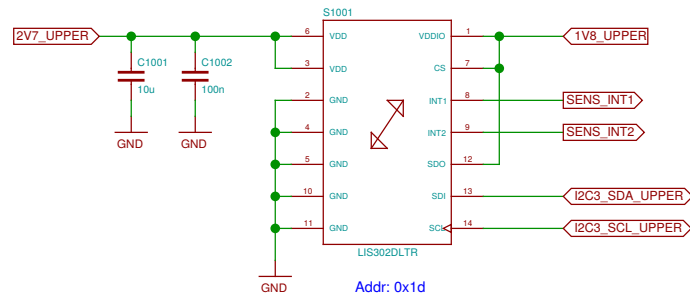 S1001
2V7_UPPER
6 VDD VDDIO 1
1V8_UPPER
C1001
10u
C1002
100n
3 VDD CS 7
2 GND INT1 8
SENS_INT1
4 GND INT2 9
SENS_INT2
GND
GND
5 GND SDO 12
10 GND SDI 13
I2C3_SDA_UPPER
11 GND SCL 14
I2C3_SCL_UPPER
LIS302DLTR
GND
Addr: 0x1d